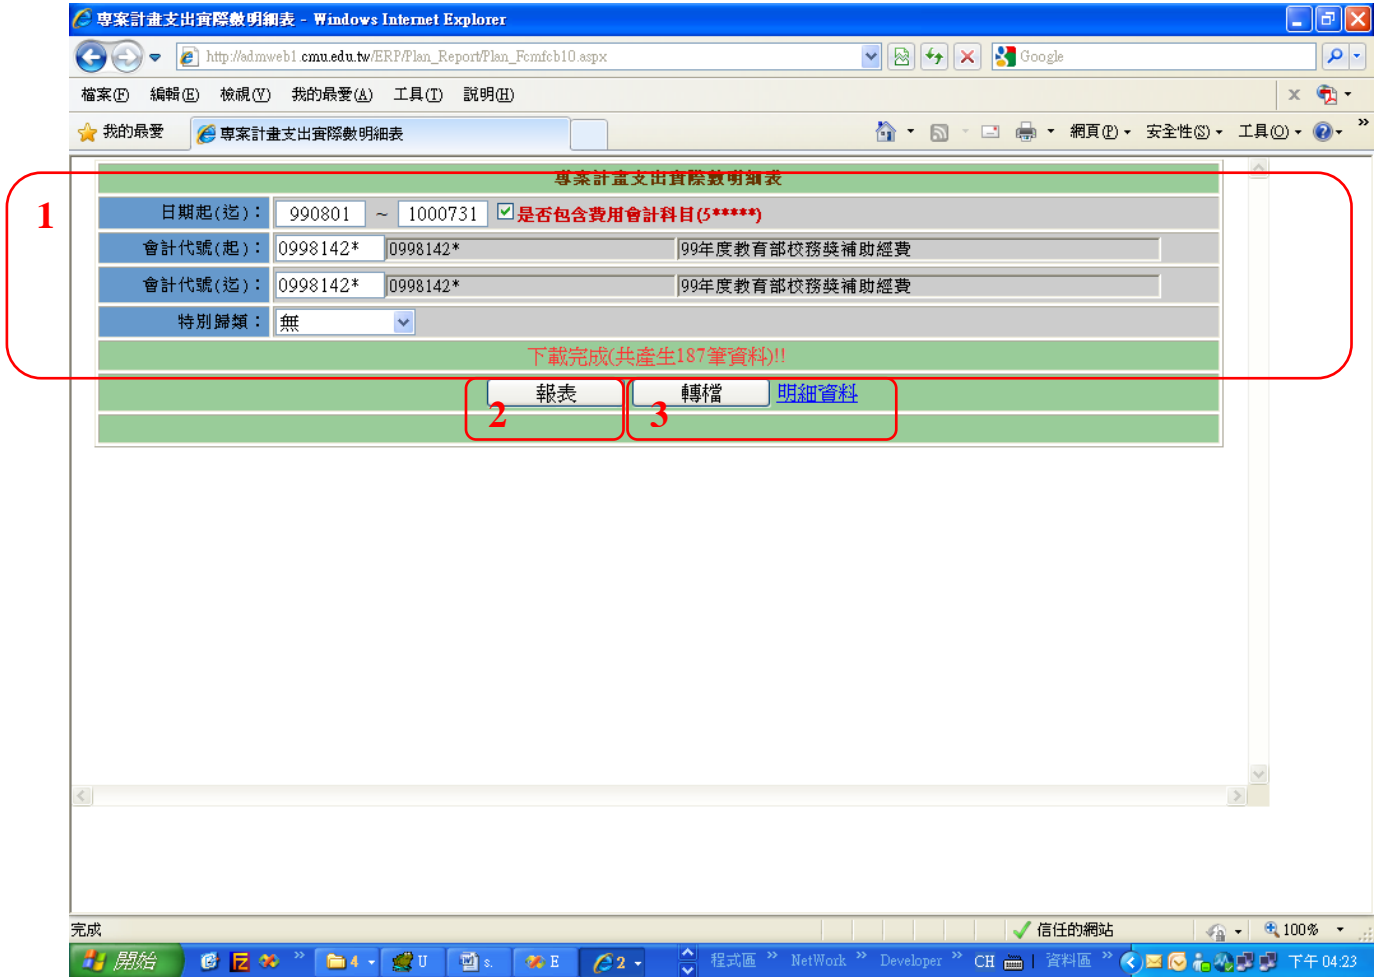 專案計畫支出實際數明細表 - Windows Internet Explorer
http://admweb1.cmu.edu.tw/ERP/Plan_Report/Plan_Fcmfcb10.aspx
Google
檔案(F) 編輯(E) 檢視(V) 我的最愛(A) 工具(T) 說明(H)
我的最愛 專案計畫支出實際數明細表 網頁(P) 安全性(S) 工具(O)
專案計畫支出實際數明細表
1
日期起(迄)： 990801 ~ 1000731 是否包含費用會計科目(5*****)
會計代號(起)： 0998142* 0998142* 99年度教育部校務獎補助經費
會計代號(迄)： 0998142* 0998142* 99年度教育部校務獎補助經費
特別歸類： 無
下載完成(共產生187筆資料)!!
報表 轉檔 明細資料
2 3
完成 信任的網站 100%
開始 4 U s. E 2 程式區 NetWork Developer CH 資料區 下午 04:23